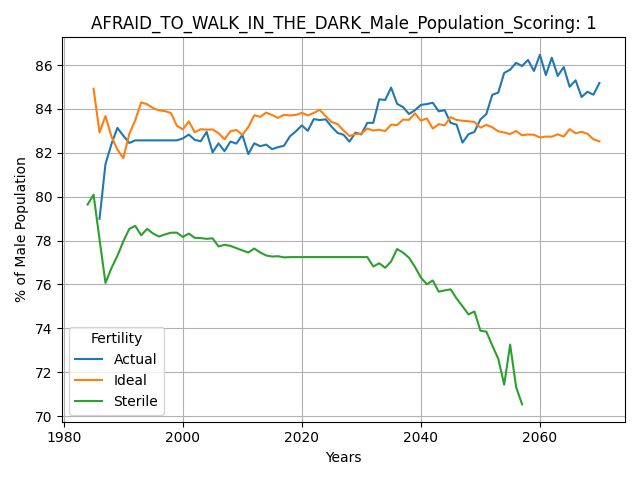 AFRAID_TO_WALK_IN_THE_DARK_Male_Population_Scoring: 1
% of Male Population
86
84
82
80
78
76
74
72
70
Fertility
Actual
Ideal
Sterile
1980
2000
2020
2040
2060
Years